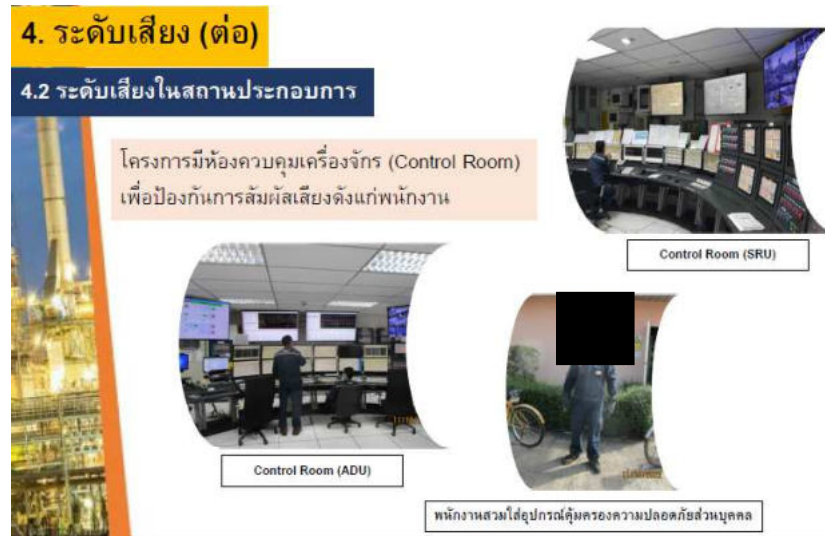 4. ระดับเสียง (ต่อ)
4.2 ระดับเสียงในสถานประกอบการ
โครงการมีห้องควบคุมเครื่องจักร (Control Room)
เพื่อป้องกันการสัมผัสเสียงดังแก่พนักงาน
Control Room (SRU)
Control Room (ADU)
พนักงานสวมใส่อุปกรณ์คุ้มครองความปลอดภัยส่วนบุคคล